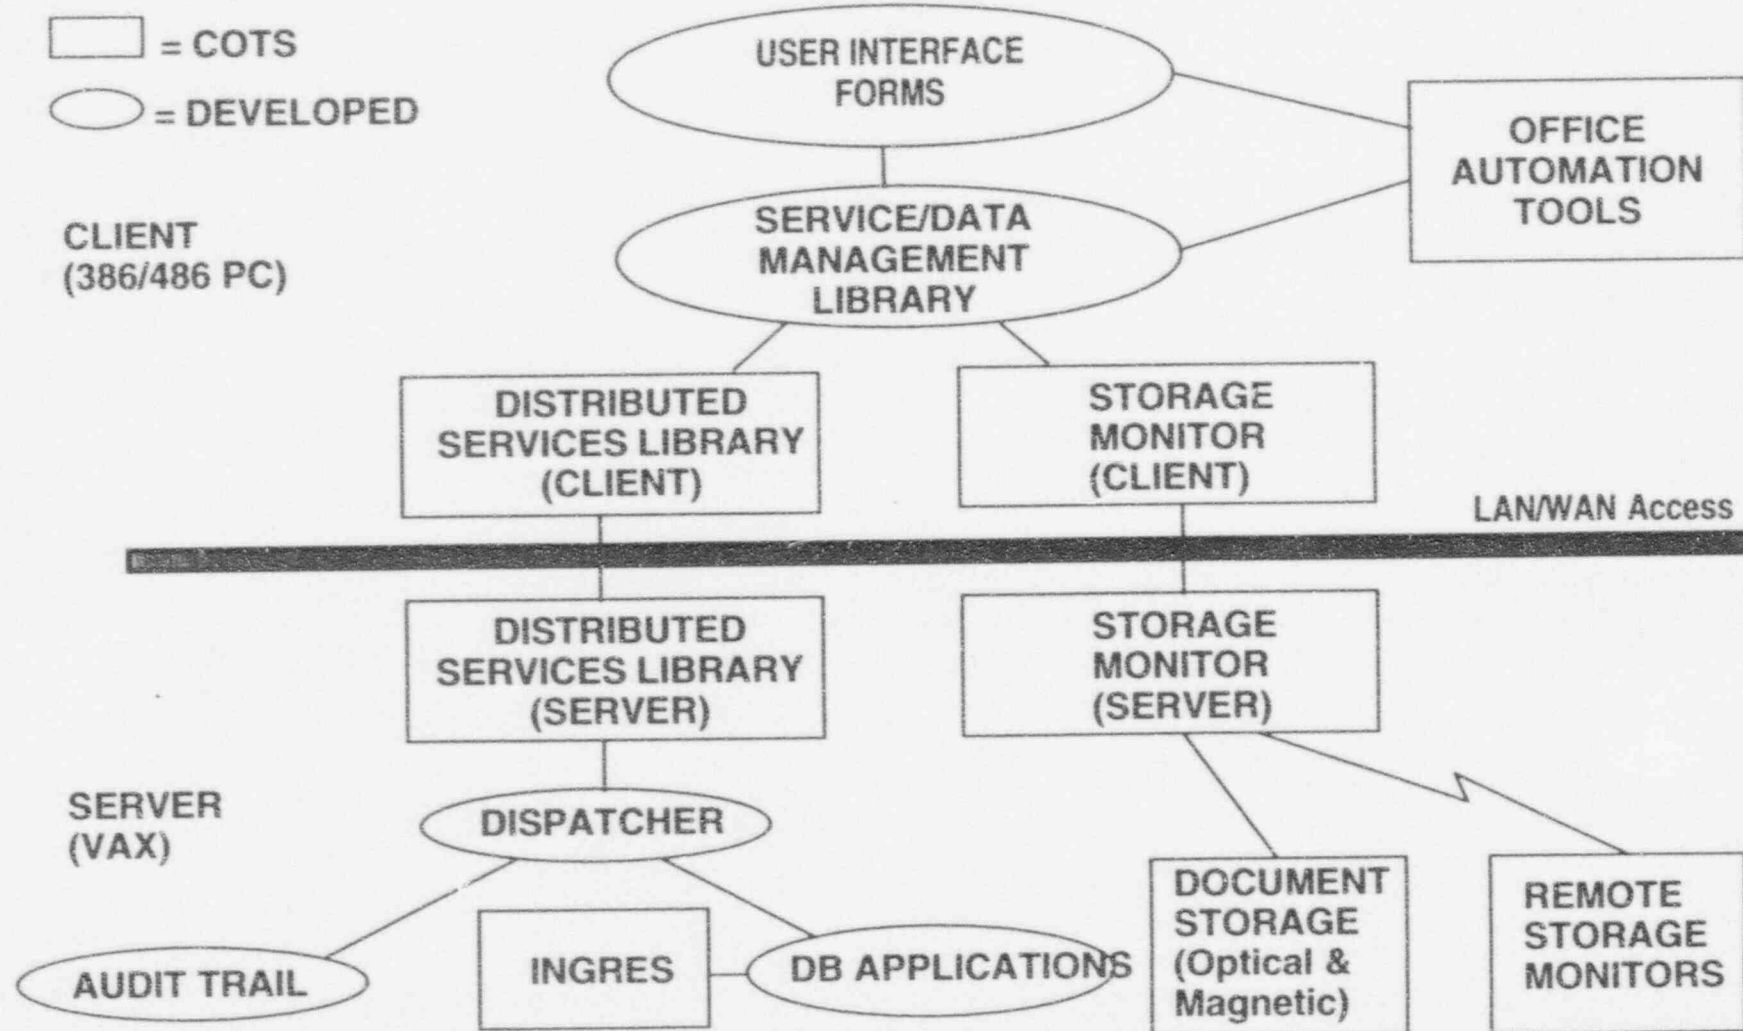 = COTS
= DEVELOPED
USER INTERFACE
FORMS
OFFICE
AUTOMATION
TOOLS
CLIENT
(386/486 PC)
SERVICE/DATA
MANAGEMENT
LIBRARY
DISTRIBUTED
SERVICES LIBRARY
(CLIENT)
STORAGE
MONITOR
(CLIENT)
LAN/WAN Access
DISTRIBUTED
SERVICES LIBRARY
(SERVER)
STORAGE
MONITOR
(SERVER)
SERVER
(VAX)
DISPATCHER
AUDIT TRAIL
INGRES
DB APPLICATIONS
DOCUMENT
STORAGE
(Optical &
Magnetic)
REMOTE
STORAGE
MONITORS